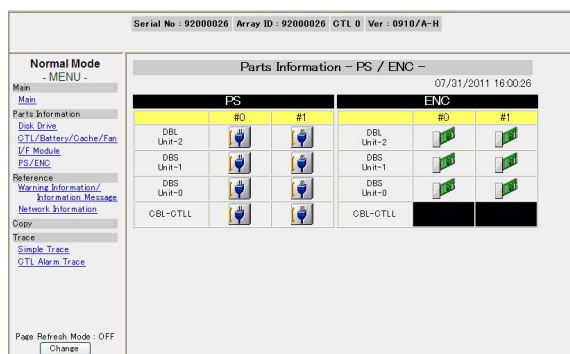 Serial No : 92000026 Array ID : 92000026 CTL 0 Ver : 0910/A-H
Normal Mode
- MENU -
Main
Main
Parts Information
Disk Drive
CTL/Battery/Cache/Fan
I/F Module
PS/ENC
Reference
Warning Information/
Information Message
Network Information
Copy
Trace
Simple Trace
CTL Alarm Trace
Page Refresh Mode : OFF
Change
Parts Information - PS / ENC -
07/31/2011 16:00:26
PS ENC
#0 #1 #0 #1
DBL
Unit-2
DBL
Unit-2
DBS
Unit-1
DBS
Unit-1
DBS
Unit-0
DBS
Unit-0
CBL-CTLL CBL-CTLL